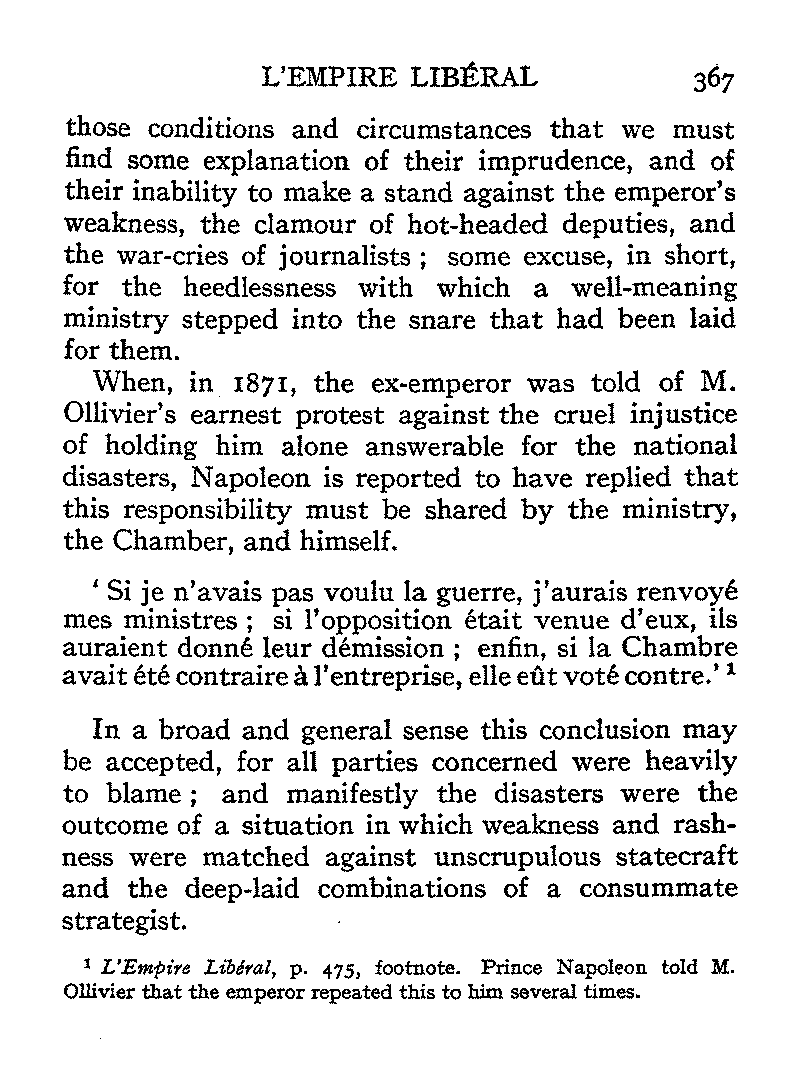 L'EMPIRE LIBÉRAL 367
those conditions and circumstances that we must
find some explanation of their imprudence, and of
their inability to make a stand against the emperor's
weakness, the clamour of hot-headed deputies, and
the war-cries of journalists ; some excuse, in short,
for the heedlessness with which a well-meaning
ministry stepped into the snare that had been laid
for them.
When, in 1871, the ex-emperor was told of M.
Ollivier's earnest protest against the cruel injustice
of holding him alone answerable for the national
disasters, Napoleon is reported to have replied that
this responsibility must be shared by the ministry,
the Chamber, and himself.
‘ Si je n'avais pas voulu la guerre, j'aurais renvoyé
mes ministres ; si l'opposition était venue d'eux, ils
auraient donné leur démission ; enfin, si la Chambre
avait été contraire à l'entreprise, elle eût voté contre.’ ¹
In a broad and general sense this conclusion may
be accepted, for all parties concerned were heavily
to blame ; and manifestly the disasters were the
outcome of a situation in which weakness and rash-
ness were matched against unscrupulous statecraft
and the deep-laid combinations of a consummate
strategist.
¹ L'Empire Libéral, p. 475, footnote. Prince Napoleon told M.
Ollivier that the emperor repeated this to him several times.